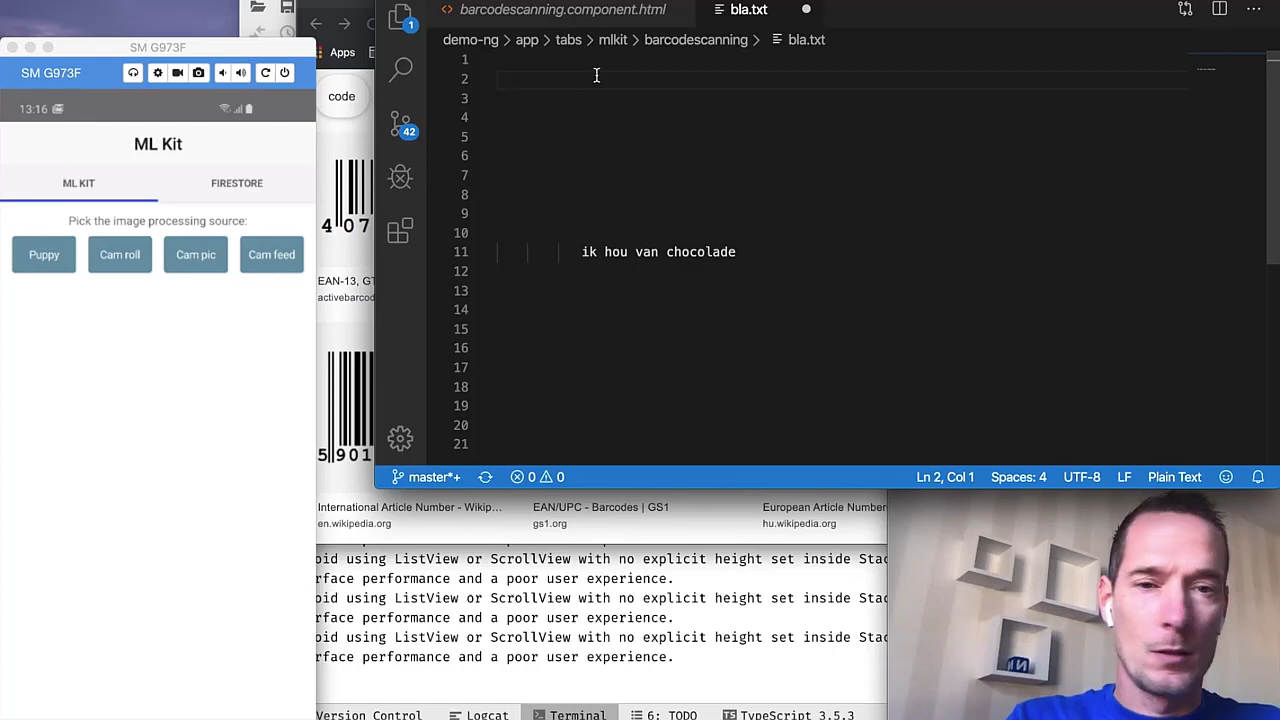 SM G973F
SM G973F
13:16
ML Kit
ML KIT
FIRESTORE
Pick the image processing source:
Puppy
Cam roll
Cam pic
Cam feed
Apps
code
4 07
EAN-13, GT
activebarcod
5 901
International Article Number - Wikip...
en.wikipedia.org
EAN/UPC - Barcodes | GS1
gs1.org
European Article Number
hu.wikipedia.org
barcodescanning.component.html
bla.txt
demo-ng > app > tabs > mlkit > barcodescanning > bla.txt
1
42
1
2
3
4
5
6
7
8
9
10
11 ik hou van chocolade
12
13
14
15
16
17
18
19
20
21
master*+
0 0
Ln 2, Col 1
Spaces: 4
UTF-8
LF
Plain Text
oid using ListView or ScrollView with no explicit height set inside Stac
rface performance and a poor user experience.
oid using ListView or ScrollView with no explicit height set inside Stac
rface performance and a poor user experience.
oid using ListView or ScrollView with no explicit height set inside Stac
rface performance and a poor user experience.
Version Control
Logcat
Terminal
6: TODO
TypeScript 3.5.3